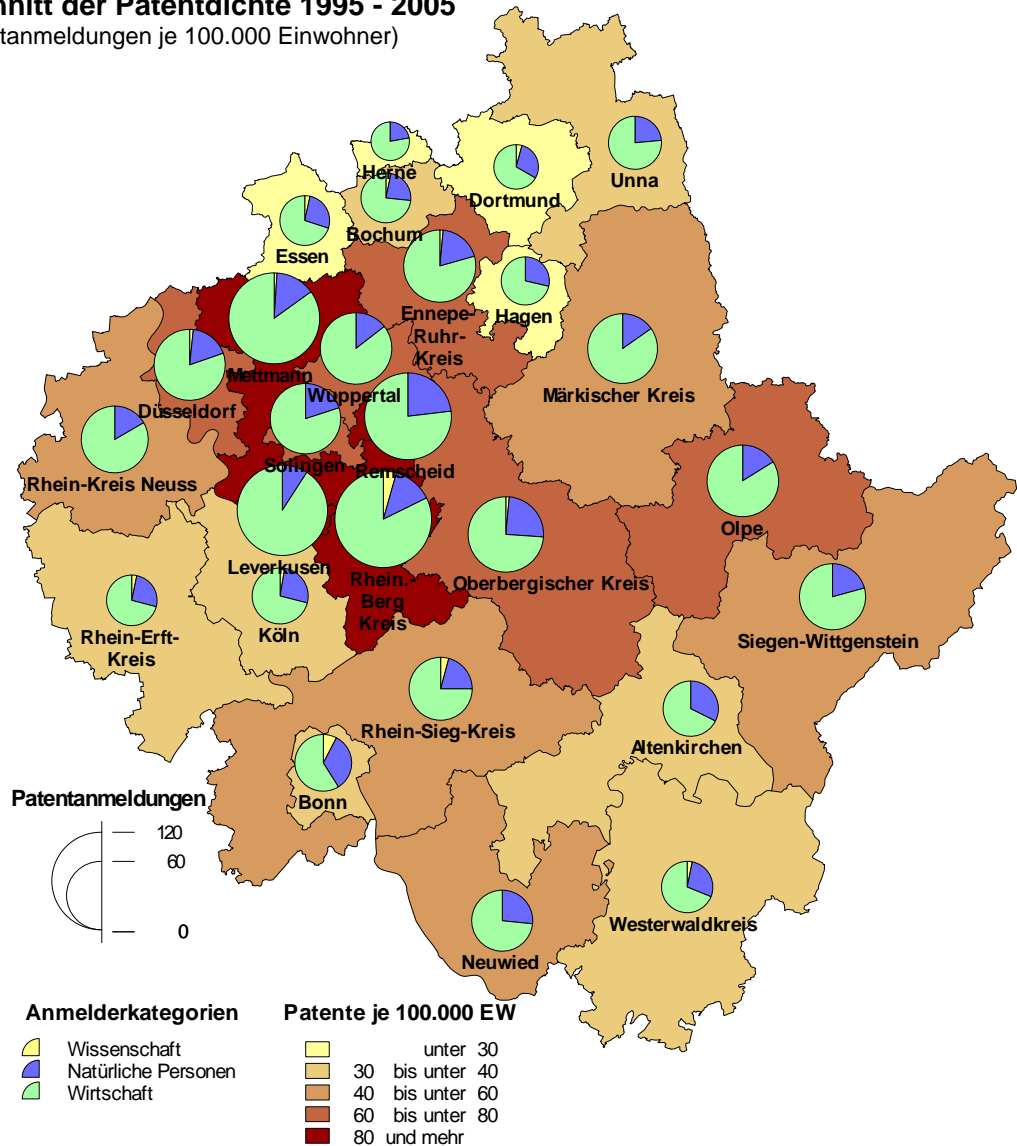 hnitt der Patentdichte 1995 - 2005
tanmeldungen je 100.000 Einwohner)
Herne
Unna
Dortmund
Bochum
Essen
Ennepe-
Ruhr-
Kreis
Hagen
Mettmann
Wuppertal
Märkischer Kreis
Düsseldorf
Solingen
Remscheid
Rhein-Kreis Neuss
Olpe
Leverkusen
Rhein.-
Berg
Kreis
Oberbergischer Kreis
Rhein-Erft-
Kreis
Köln
Siegen-Wittgenstein
Rhein-Sieg-Kreis
Altenkirchen
Bonn
Westerwaldkreis
Neuwied
Patentanmeldungen
120
60
0
Anmelderkategorien
Wissenschaft
Natürliche Personen
Wirtschaft
Patente je 100.000 EW
unter 30
30 bis unter 40
40 bis unter 60
60 bis unter 80
80 und mehr